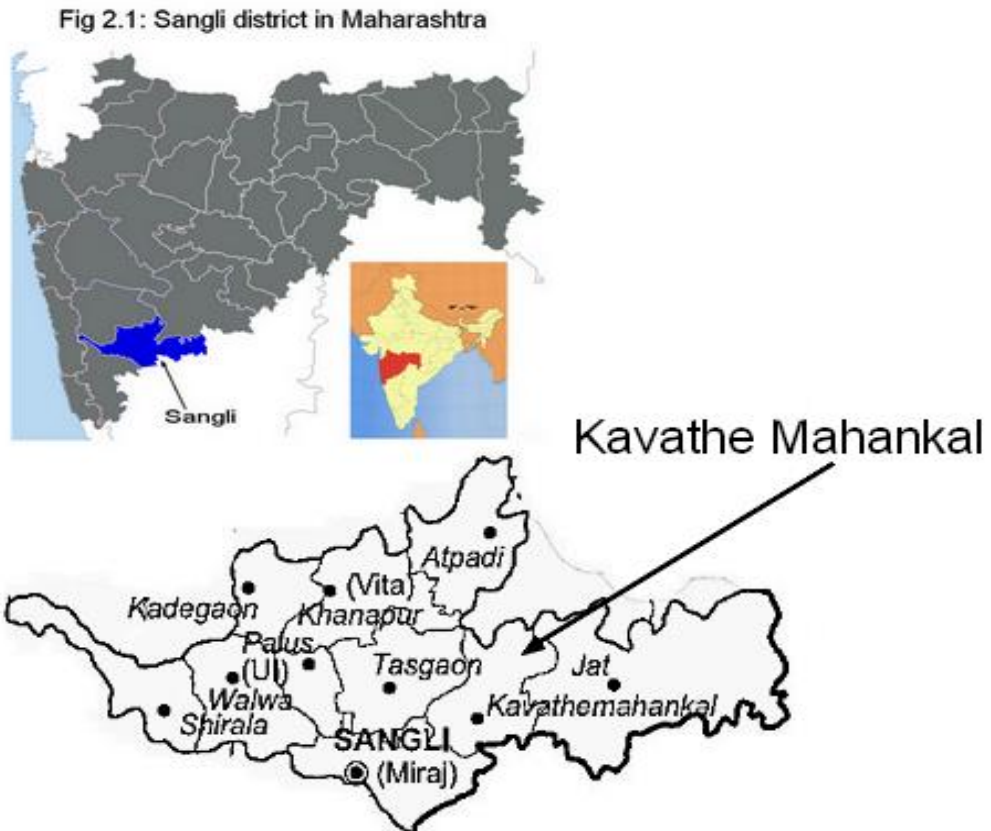 Fig 2.1: Sangli district in Maharashtra
Sangli
Kavathe Mahankal
Atpadi
(Vita)
Kadegaon
Khanapur
Palus
(UI)
Tasgaon
Jat
Walwa
Kavathemahankal
Shirala
SANGLI
(Miraj)